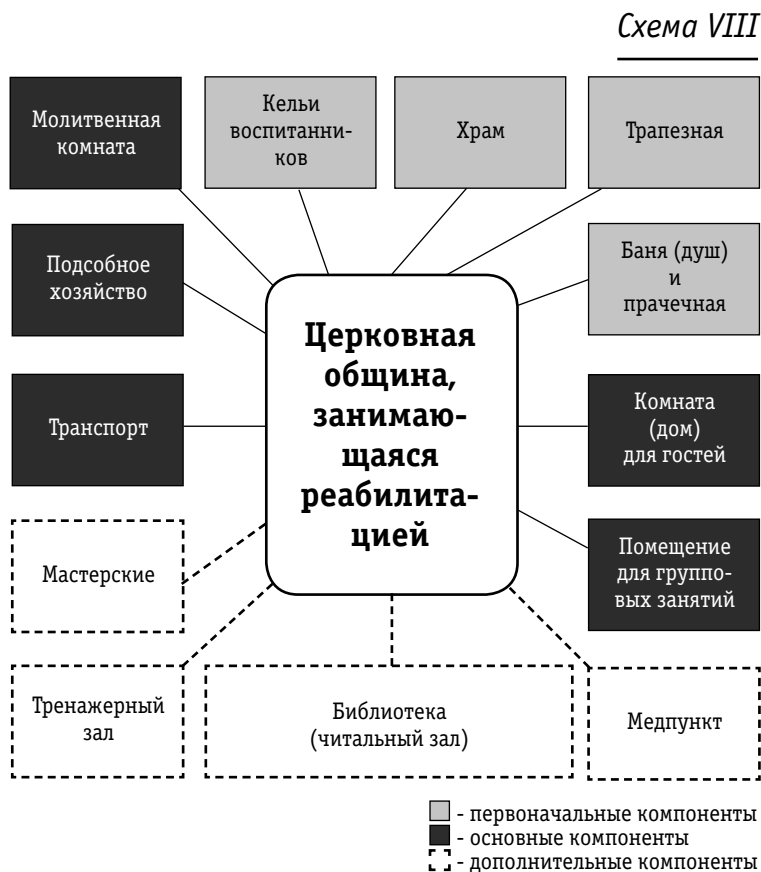 Схема VIII
Молитвенная
комната
Кельи
воспитанни-
ков
Храм
Трапезная
Подсобное
хозяйство
Баня (душ)
и
прачечная
Церковная
община,
занимаю-
щаяся
реабилита-
цией
Транспорт
Комната
(дом)
для гостей
Мастерские
Помещение
для группо-
вых занятий
Тренажерный
зал
Библиотека
(читальный зал)
Медпункт
- первоначальные компоненты
- основные компоненты
- дополнительные компоненты